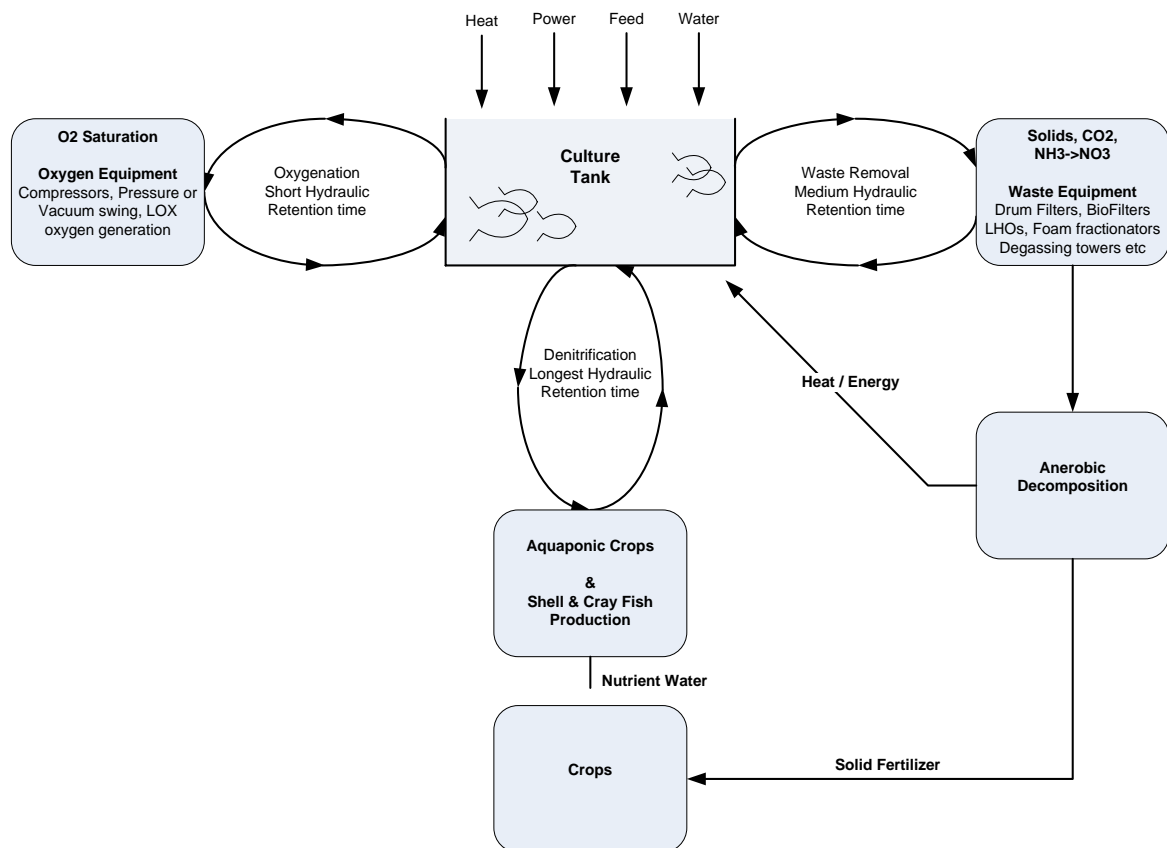 Heat
Power
Feed
Water
O2 Saturation
Oxygen Equipment
Compressors, Pressure or
Vacuum swing, LOX
oxygen generation
Oxygenation
Short Hydraulic
Retention time
Culture
Tank
Waste Removal
Medium Hydraulic
Retention time
Solids, CO2,
NH3->NO3
Waste Equipment
Drum Filters, BioFilters
LHOs, Foam fractionators
Degassing towers etc
Denitrification
Longest Hydraulic
Retention time
Heat / Energy
Anerobic
Decomposition
Aquaponic Crops
&
Shell & Cray Fish
Production
Nutrient Water
Crops
Solid Fertilizer